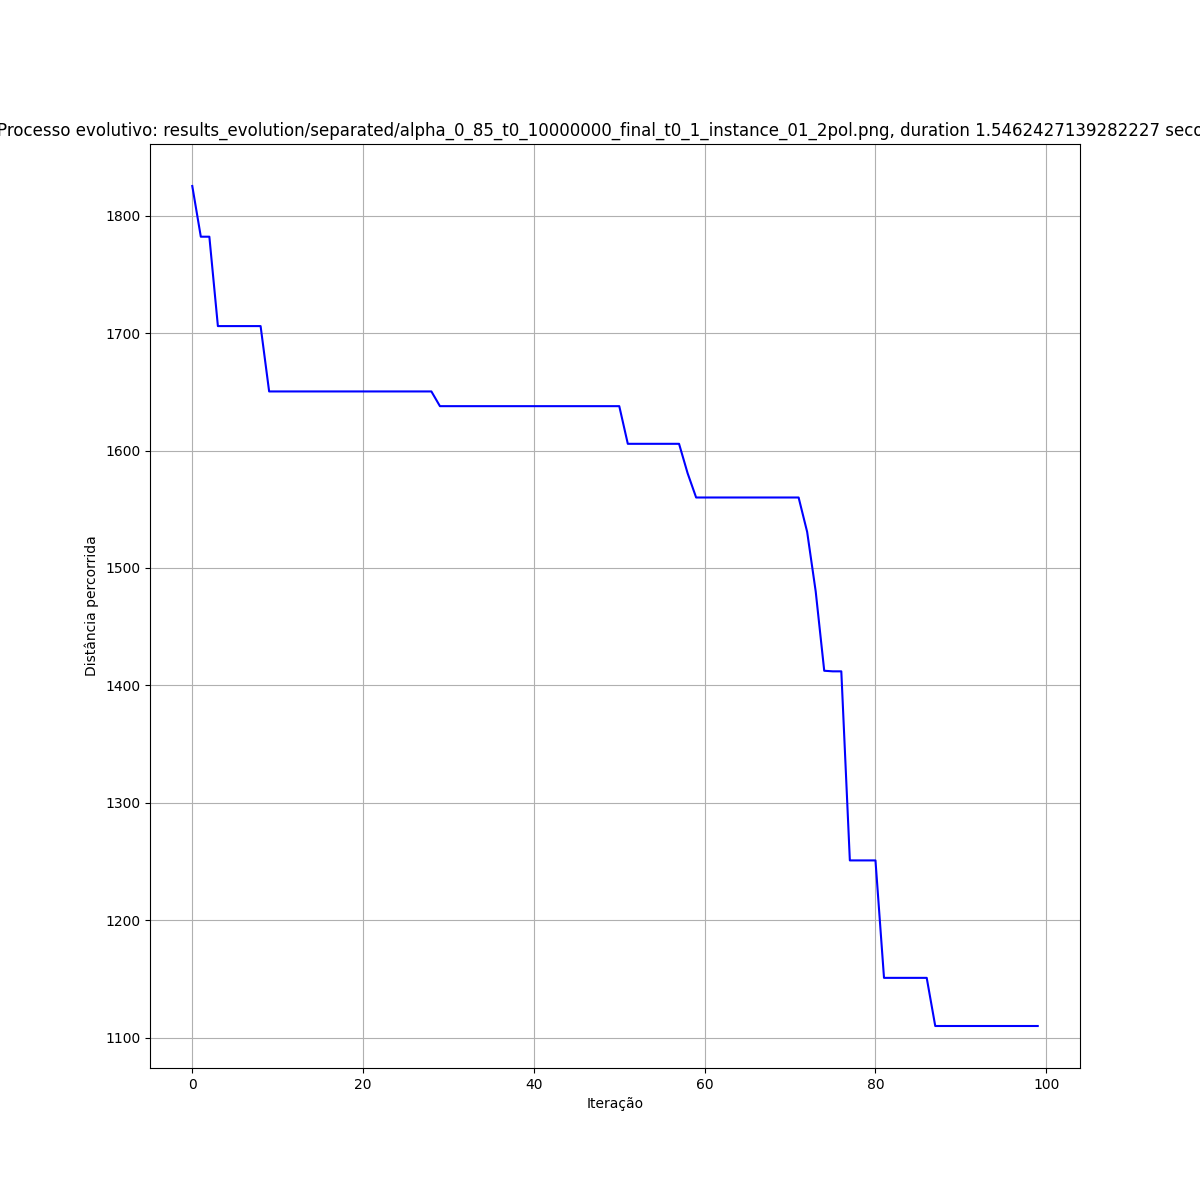 Processo evolutivo: results_evolution/separated/alpha_0_85_t0_10000000_final_t0_1_instance_01_2pol.png, duration 1.5462427139282227
1800
1700
1600
1500
1400
1300
1200
1100
Distância percorrida
0 20 40 60 80 100
Iteração